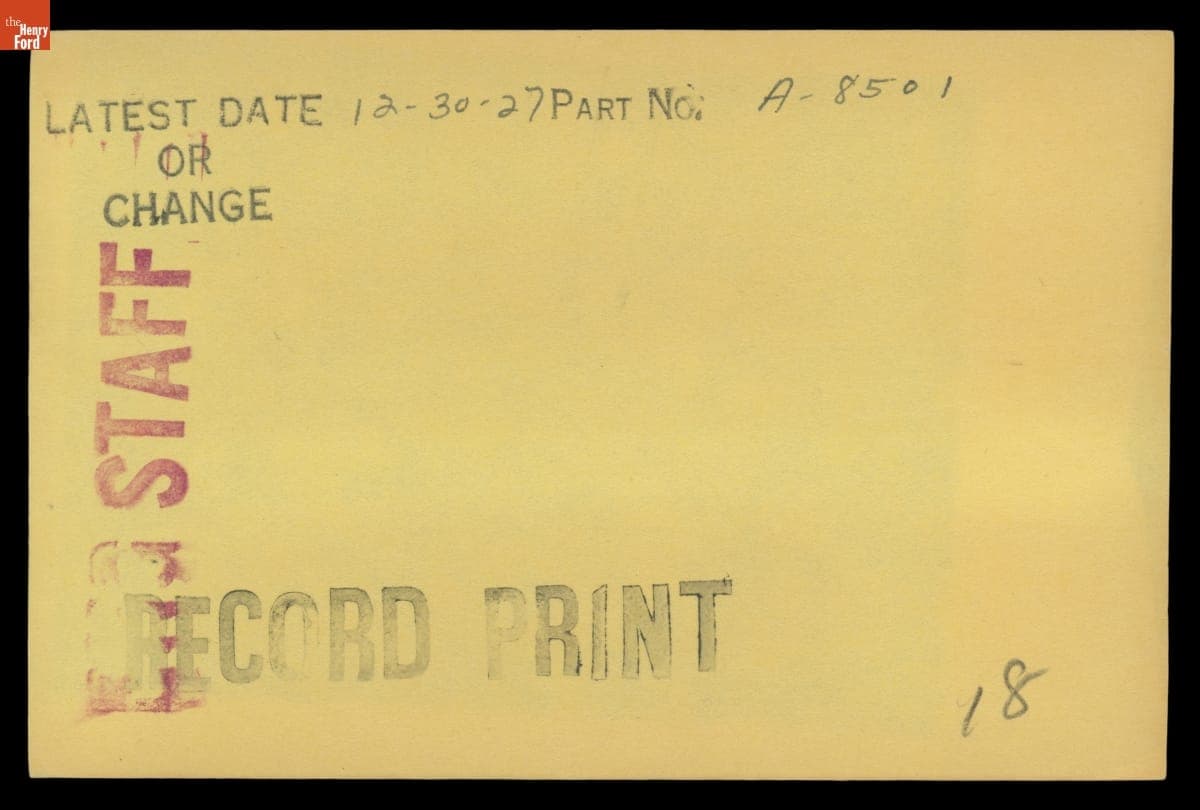 the
Henry
Ford
LATEST DATE 12-30-27 PART NO. A-8501
OR
CHANGE
STAFF
RECORD PRINT
18